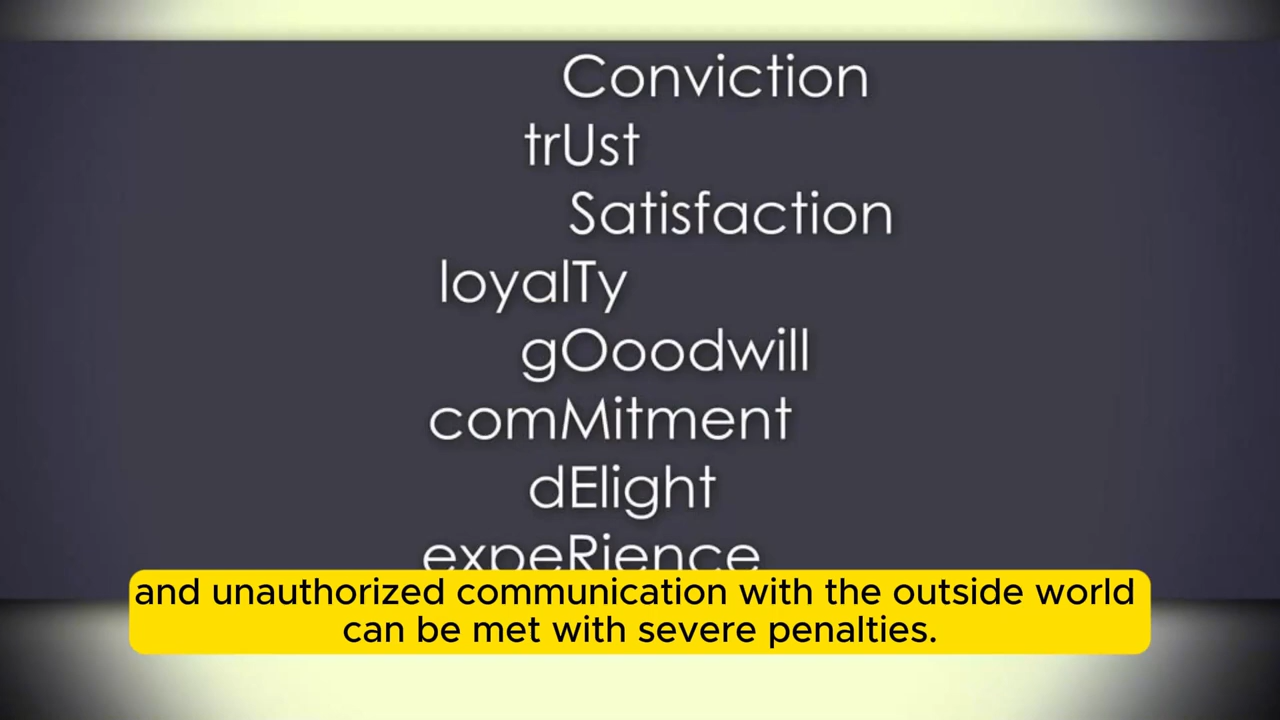 Conviction
trUst
Satisfaction
loyalTy
gOoodwill
comMitment
dElight
expeRience
and unauthorized communication with the outside world
can be met with severe penalties.